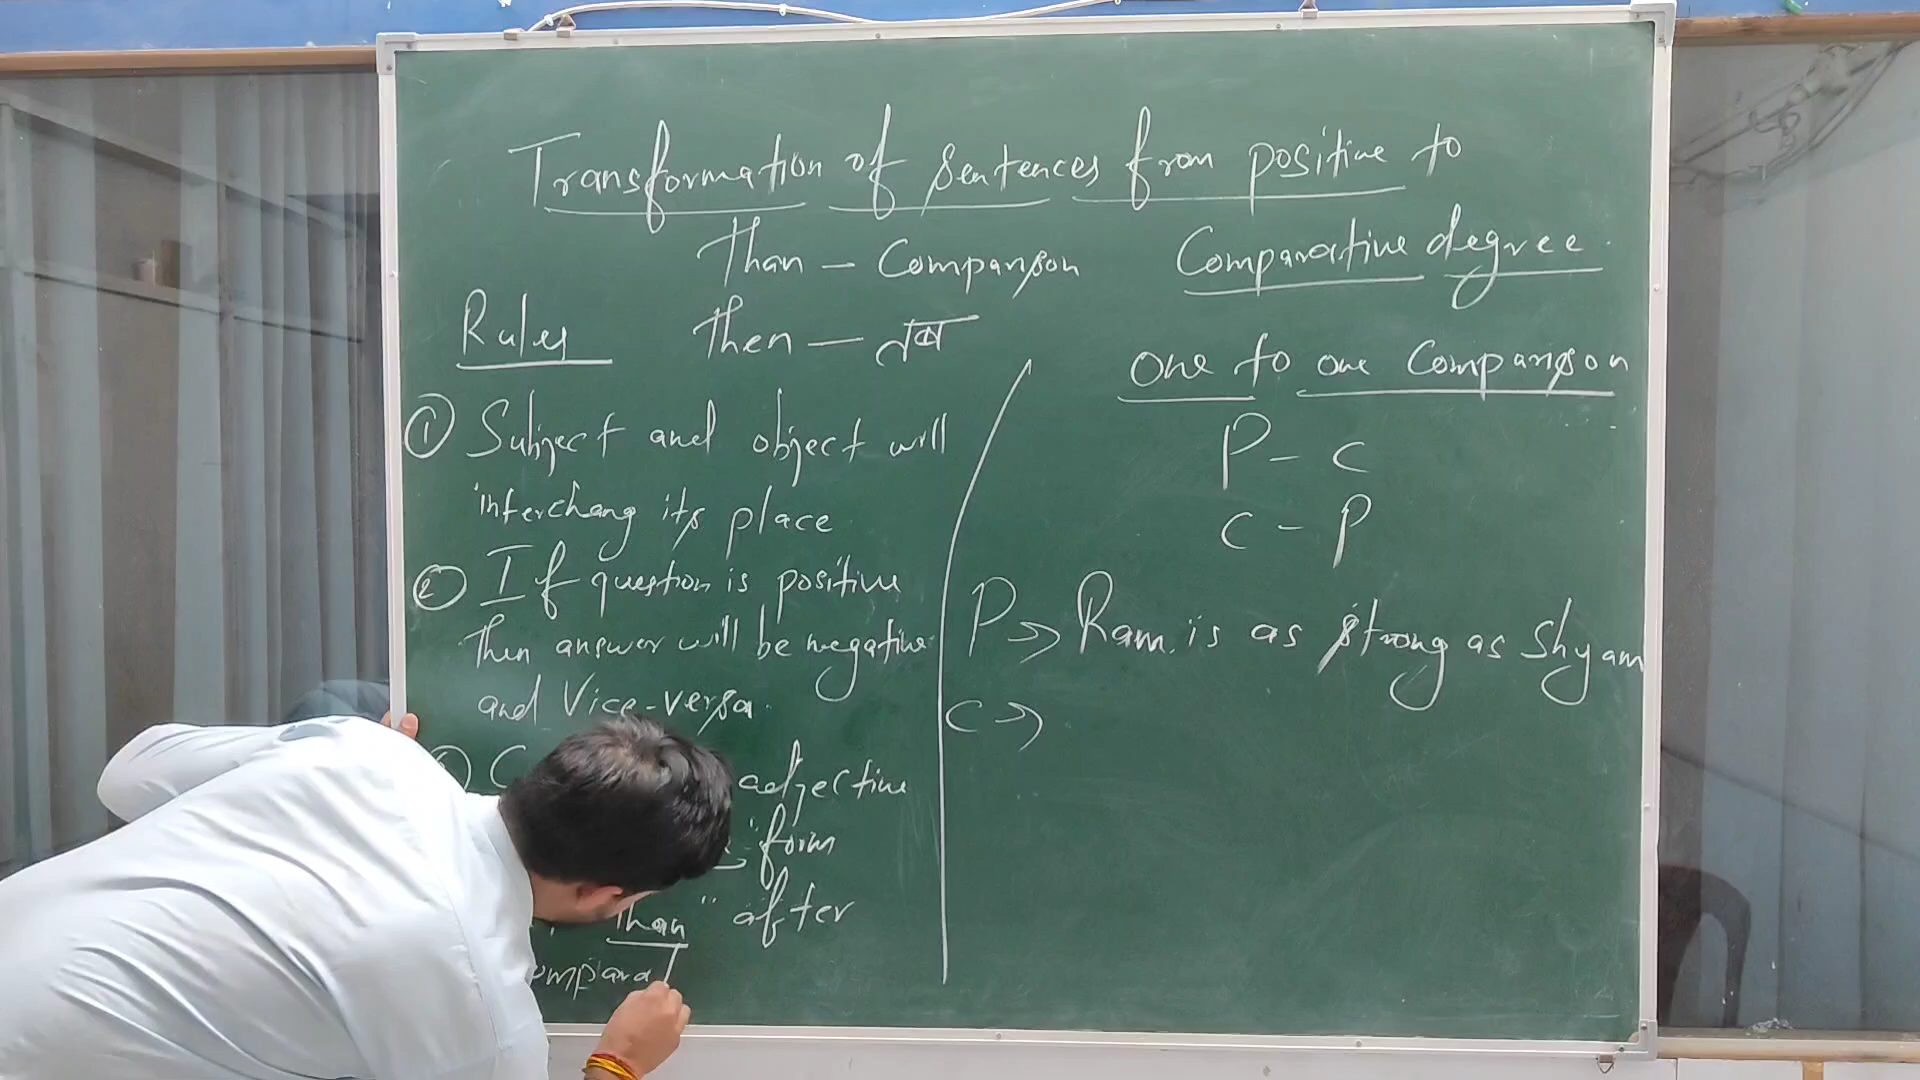 Transformation of sentences from positive to
Comparative degree
Than – Comparison
Then –
Rules
① Subject and object will
interchang its place
② If question is positive
Then answer will be negative
and Vice-versa.
adjective
form
Than" after
One to one Comparison
P – C
C – P
P → Ram is as strong as Shyam
C →